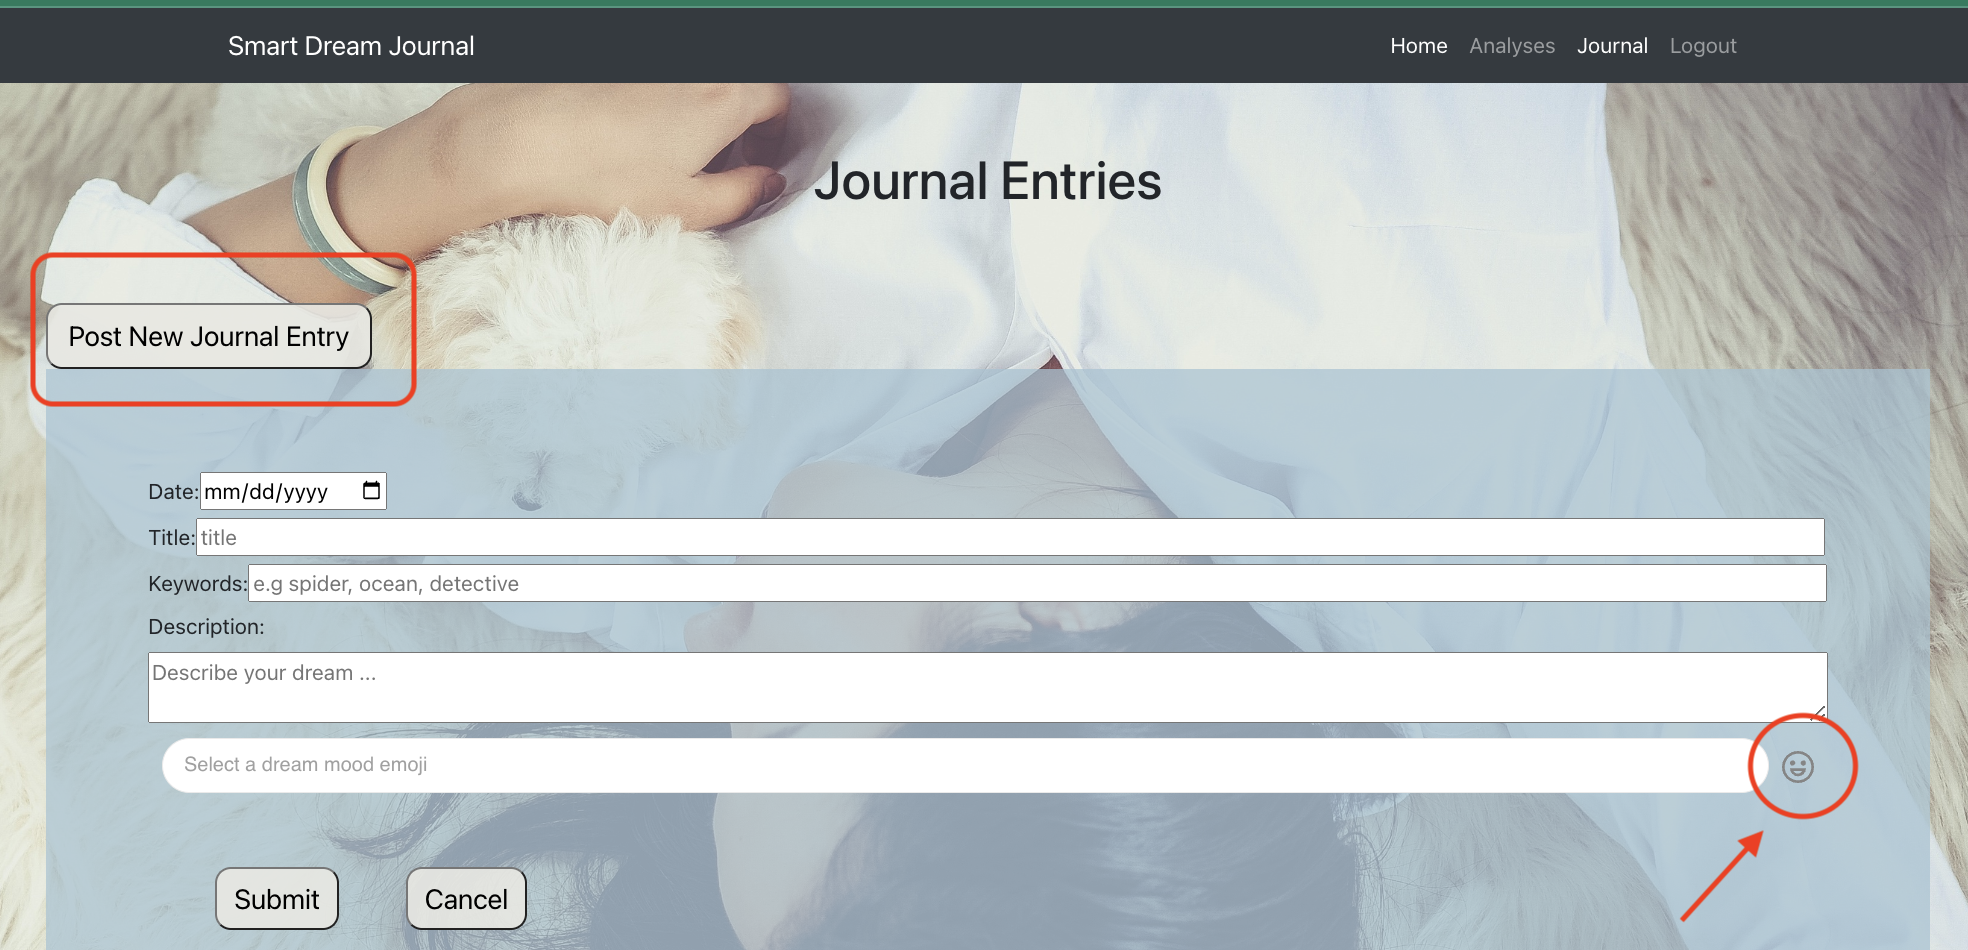 Smart Dream Journal
Home Analyses Journal Logout
Journal Entries
Post New Journal Entry
Date: mm/dd/yyyy
Title: title
Keywords: e.g spider, ocean, detective
Description:
Describe your dream ...
Select a dream mood emoji
Submit Cancel